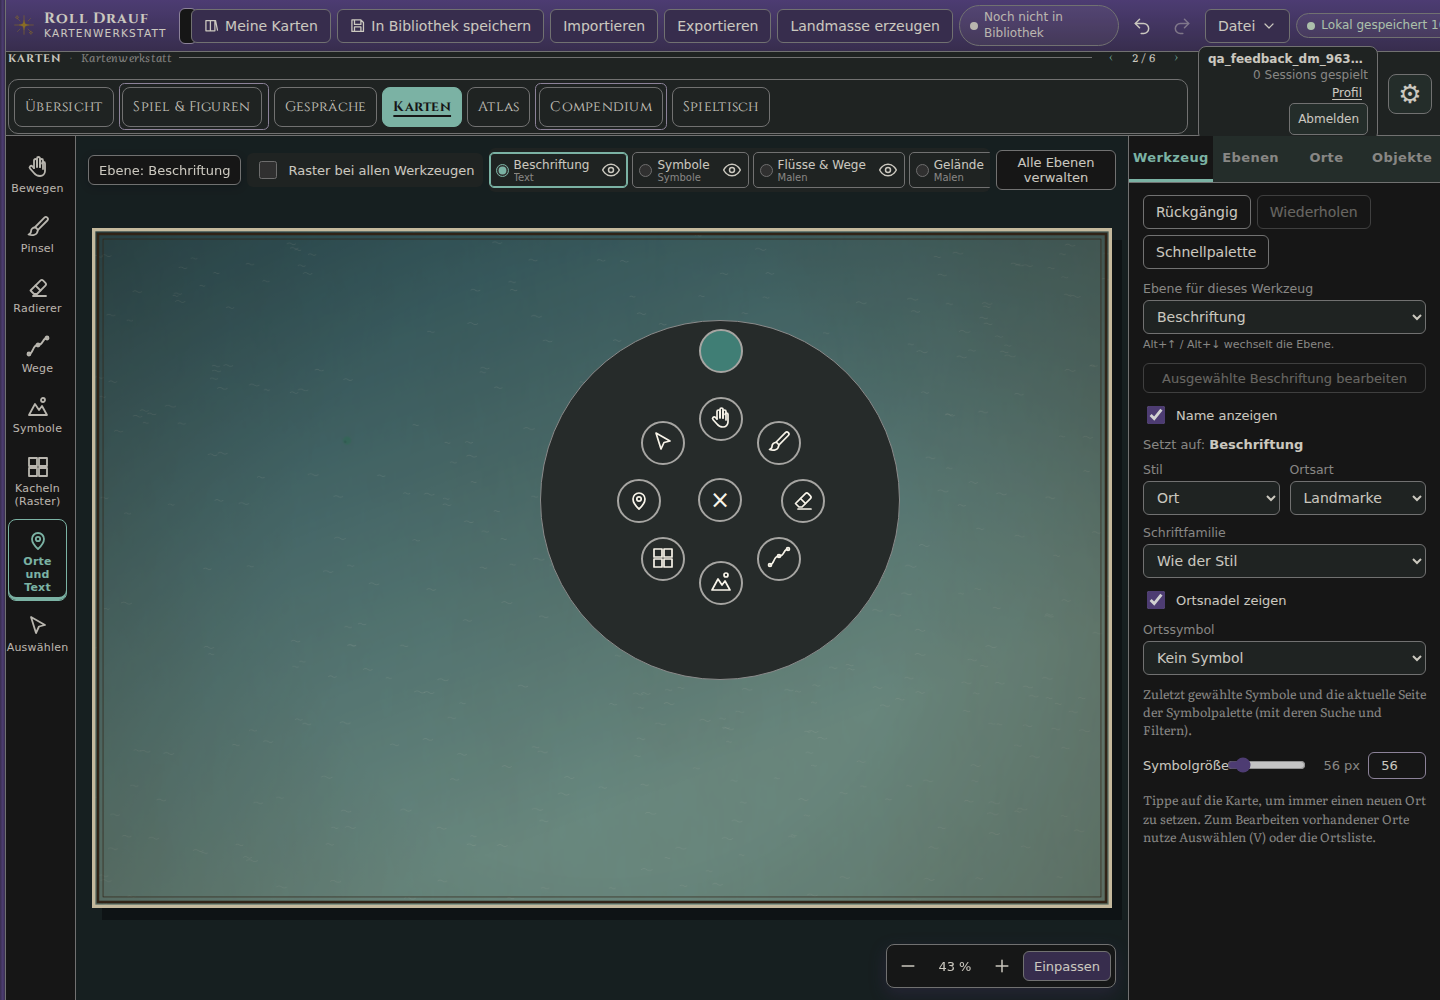 Roll Drauf
KARTENWERKSTATT
Meine Karten
In Bibliothek speichern
Importieren
Exportieren
Landmasse erzeugen
Noch nicht in
Bibliothek
Datei
Lokal gespeichert
KARTEN · Kartenwerkstatt
‹ 2 / 6 ›
qa_feedback_dm_963...
0 Sessions gespielt
Profil
Abmelden
Übersicht
Spiel & Figuren
Gespräche
Karten
Atlas
Compendium
Spieltisch
Bewegen
Pinsel
Radierer
Wege
Symbole
Kacheln
(Raster)
Orte
und
Text
Auswählen
Ebene: Beschriftung
Raster bei allen Werkzeugen
Beschriftung
Text
Symbole
Symbole
Flüsse & Wege
Malen
Gelände
Malen
Alle Ebenen
verwalten
43 %
Einpassen
Werkzeug
Ebenen
Orte
Objekte
Rückgängig
Wiederholen
Schnellpalette
Ebene für dieses Werkzeug
Beschriftung
Alt+↑ / Alt+↓ wechselt die Ebene.
Ausgewählte Beschriftung bearbeiten
Name anzeigen
Setzt auf: Beschriftung
Stil
Ortsart
Ort
Landmarke
Schriftfamilie
Wie der Stil
Ortsnadel zeigen
Ortssymbol
Kein Symbol
Zuletzt gewählte Symbole und die aktuelle Seite
der Symbolpalette (mit deren Suche und
Filtern).
Symbolgröße
56 px
56
Tippe auf die Karte, um immer einen neuen Ort
zu setzen. Zum Bearbeiten vorhandener Orte
nutze Auswählen (V) oder die Ortsliste.